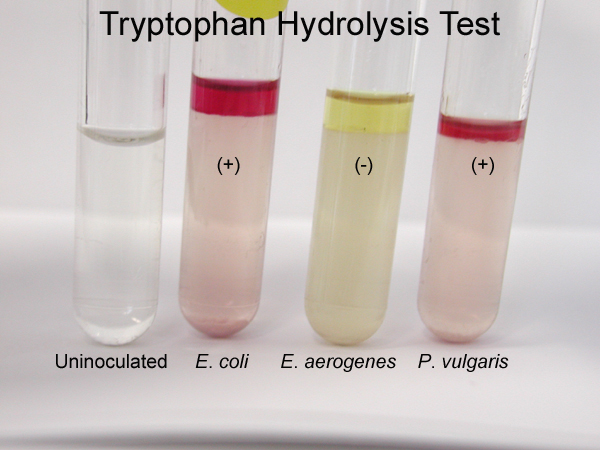 Tryptophan Hydrolysis Test
(+) (-) (+)
Uninoculated E. coli E. aerogenes P. vulgaris